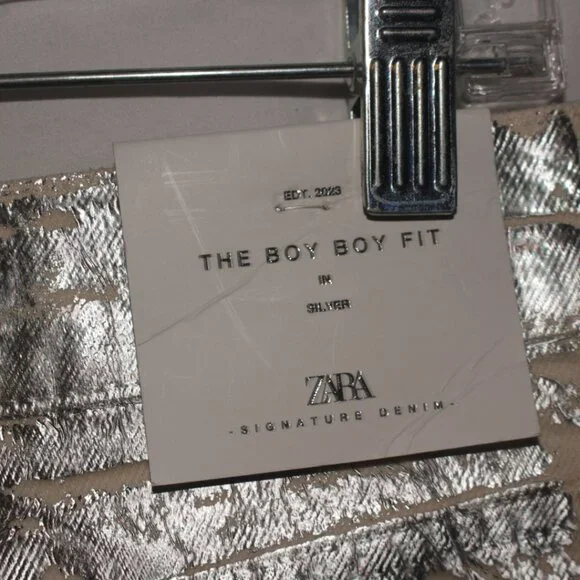 EDT. 2023
THE BOY BOY FIT
IN
SILVER
ZARA
- SIGNATURE DENIM -